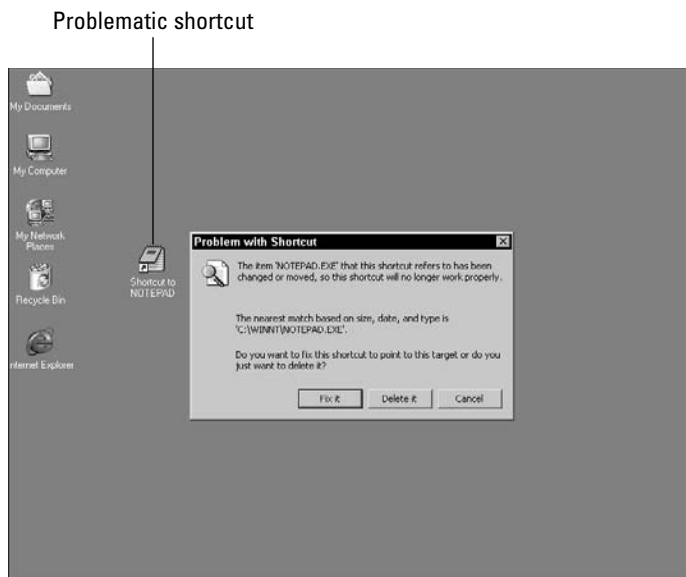 Problematic shortcut
My Documents
My Computer
My Network
Places
Recycle Bin
nternet Explorer
Shortcut to
NOTEPAD
Problem with Shortcut
The item 'NOTEPAD.EXE' that this shortcut refers to has been
changed or moved, so this shortcut will no longer work properly.
The nearest match based on size, date, and type is
'C:\WINNT\NOTEPAD.EXE'.
Do you want to fix this shortcut to point to this target or do you
just want to delete it?
Fix it
Delete it
Cancel